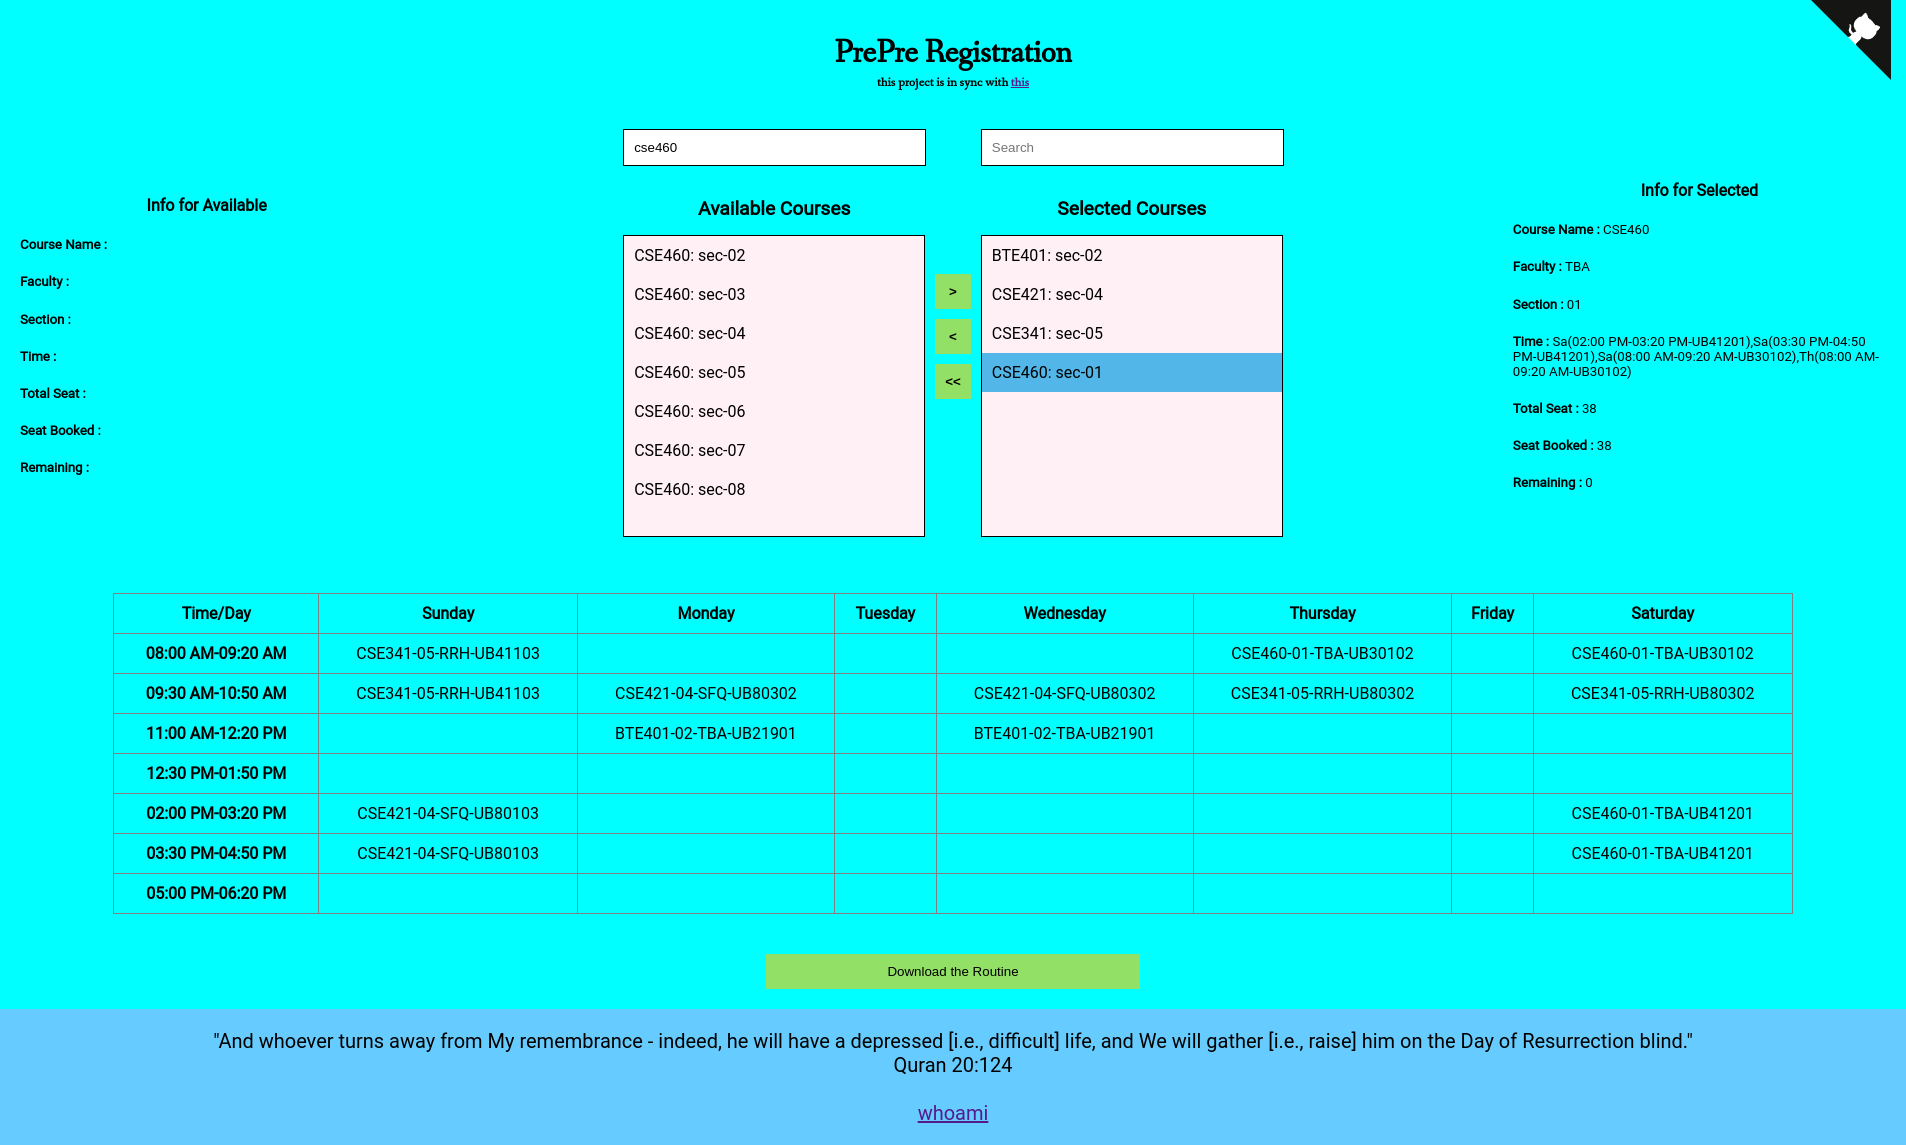 PrePre Registration
this project is in sync with this
cse460
Search
Info for Available
Course Name :
Faculty :
Section :
Time :
Total Seat :
Seat Booked :
Remaining :
Available Courses
CSE460: sec-02
CSE460: sec-03
CSE460: sec-04
CSE460: sec-05
CSE460: sec-06
CSE460: sec-07
CSE460: sec-08
>
<
<<
Selected Courses
BTE401: sec-02
CSE421: sec-04
CSE341: sec-05
CSE460: sec-01
Info for Selected
Course Name : CSE460
Faculty : TBA
Section : 01
Time : Sa(02:00 PM-03:20 PM-UB41201),Sa(03:30 PM-04:50
PM-UB41201),Sa(08:00 AM-09:20 AM-UB30102),Th(08:00 AM-
09:20 AM-UB30102)
Total Seat : 38
Seat Booked : 38
Remaining : 0
Time/Day Sunday Monday Tuesday Wednesday Thursday Friday Saturday
08:00 AM-09:20 AM CSE341-05-RRH-UB41103 CSE460-01-TBA-UB30102 CSE460-01-TBA-UB30102
09:30 AM-10:50 AM CSE341-05-RRH-UB41103 CSE421-04-SFQ-UB80302 CSE421-04-SFQ-UB80302 CSE341-05-RRH-UB80302 CSE341-05-RRH-UB80302
11:00 AM-12:20 PM BTE401-02-TBA-UB21901 BTE401-02-TBA-UB21901
12:30 PM-01:50 PM
02:00 PM-03:20 PM CSE421-04-SFQ-UB80103 CSE460-01-TBA-UB41201
03:30 PM-04:50 PM CSE421-04-SFQ-UB80103 CSE460-01-TBA-UB41201
05:00 PM-06:20 PM
Download the Routine
"And whoever turns away from My remembrance - indeed, he will have a depressed [i.e., difficult] life, and We will gather [i.e., raise] him on the Day of Resurrection blind."
Quran 20:124
whoami